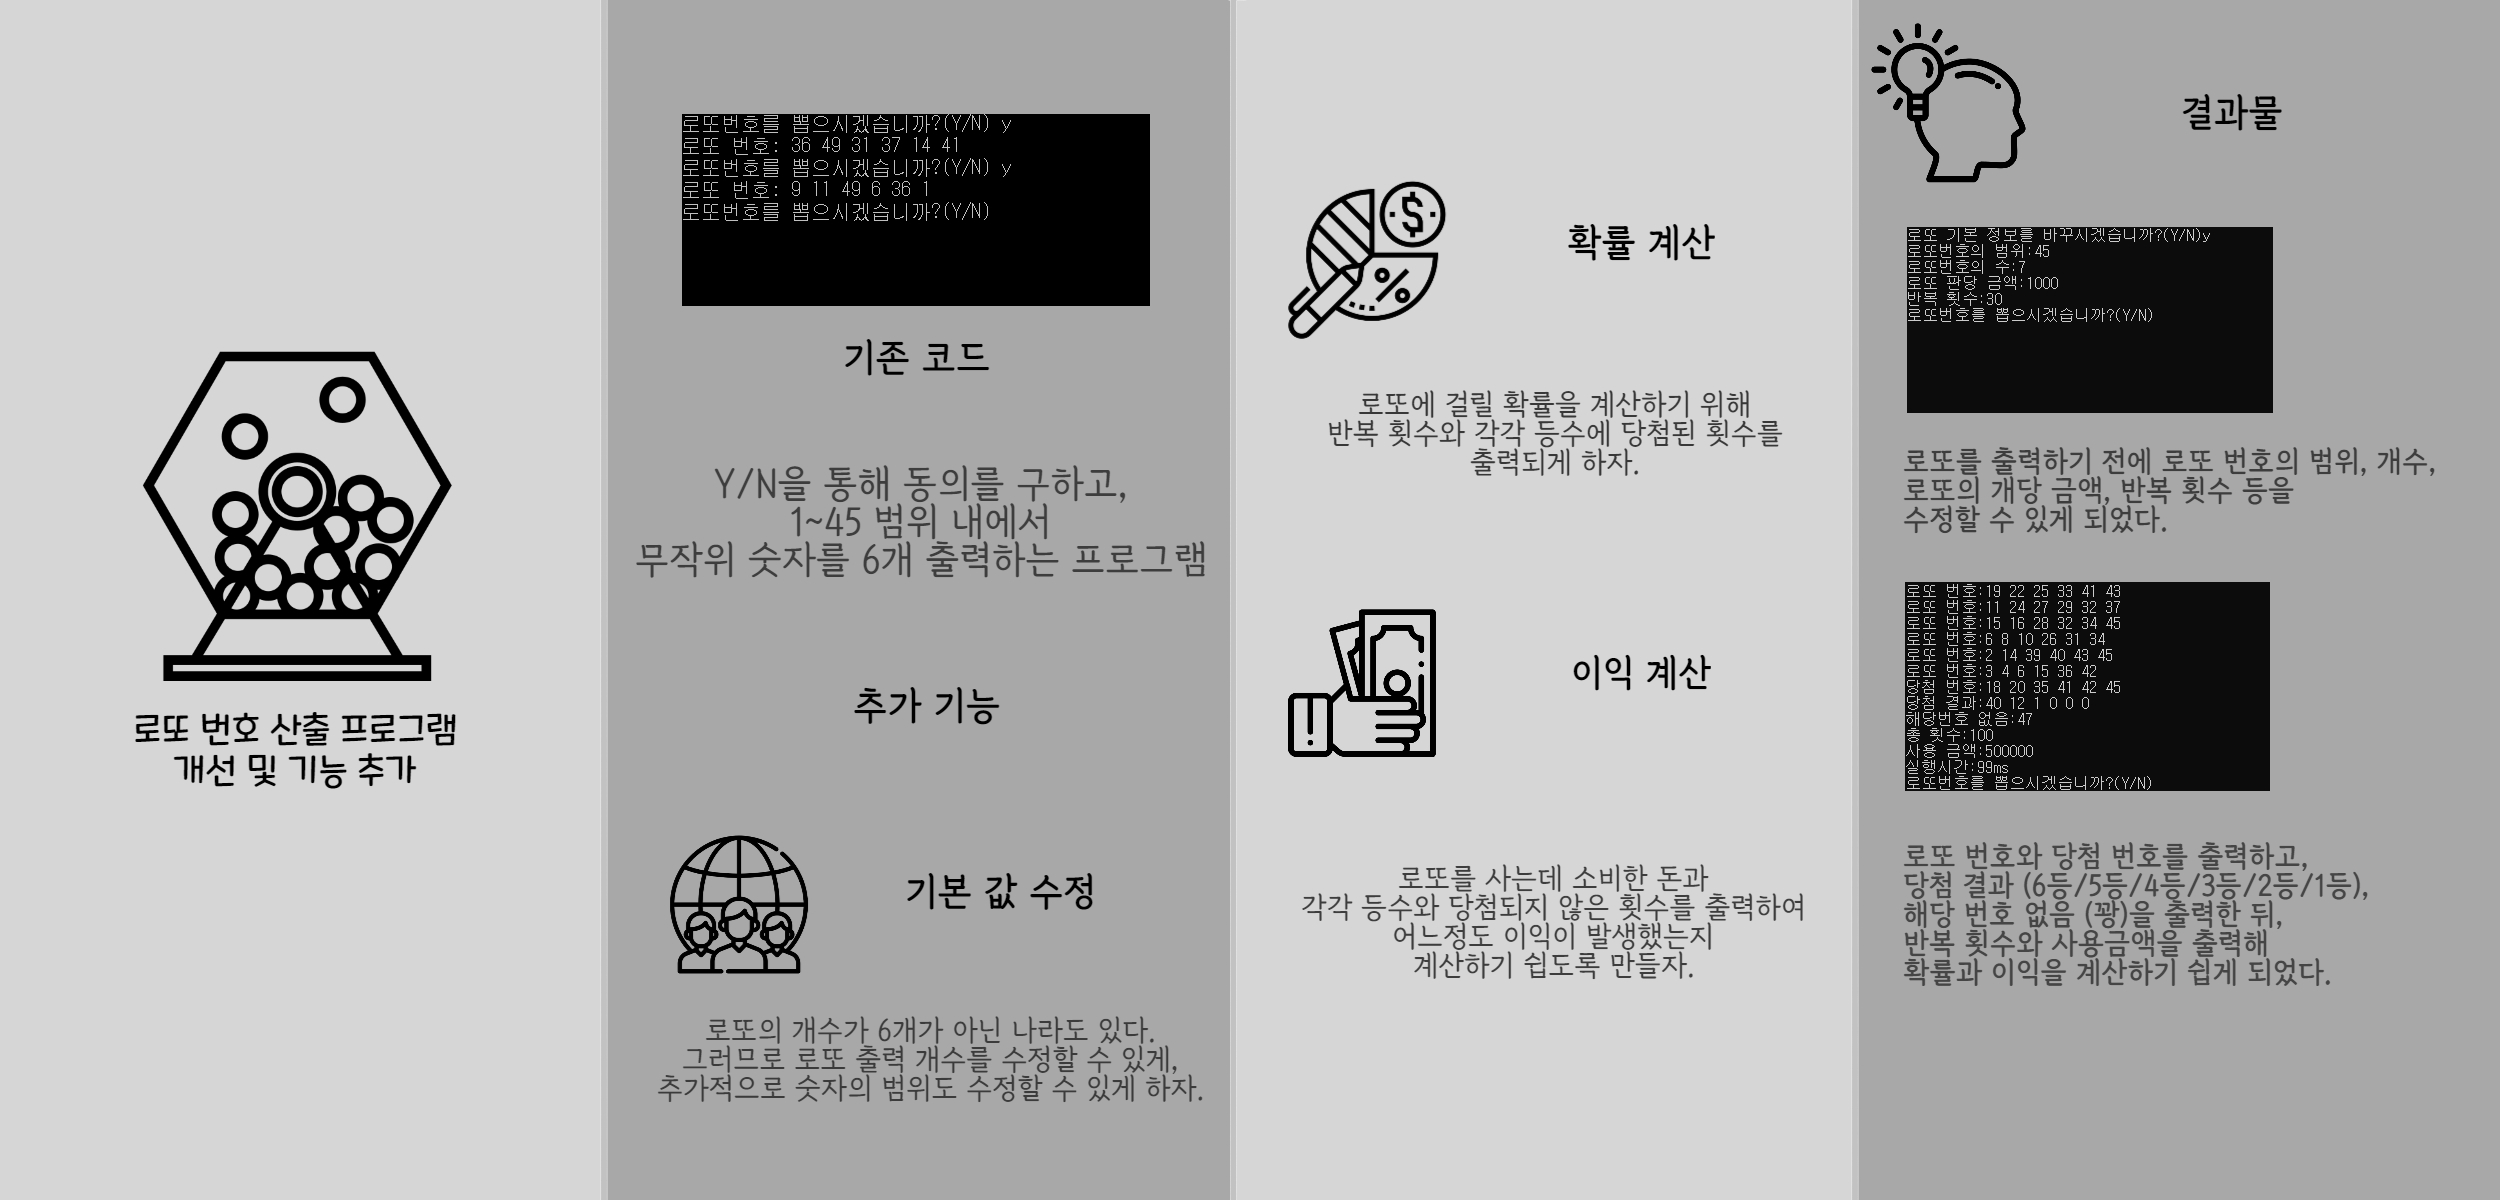 로또 번호 산출 프로그램
개선 및 기능 추가
로또번호를 뽑으시겠습니까?(Y/N) y
로또 번호: 36 49 31 37 14 41
로또번호를 뽑으시겠습니까?(Y/N) y
로또 번호: 9 11 49 6 36 1
로또번호를 뽑으시겠습니까?(Y/N)
기존 코드
Y/N을 통해 동의를 구하고,
1~45 범위 내에서
무작위 숫자를 6개 출력하는 프로그램
추가 기능
기본 값 수정
로또의 개수가 6개가 아닌 나라도 있다.
그러므로 로또 출력 개수를 수정할 수 있게,
추가적으로 숫자의 범위도 수정할 수 있게 하자.
$
확률 계산
%
로또에 걸릴 확률을 계산하기 위해
반복 횟수와 각각 등수에 당첨된 횟수를
출력되게 하자.
이익 계산
로또를 사는데 소비한 돈과
각각 등수와 당첨되지 않은 횟수를 출력하여
어느정도 이익이 발생했는지
계산하기 쉽도록 만들자.
결과물
로또 기본 정보를 바꾸시겠습니까?(Y/N)y
로또번호의 범위:45
로또번호의 수:7
로또 판당 금액:1000
반복 횟수:30
로또번호를 뽑으시겠습니까?(Y/N)
로또를 출력하기 전에 로또 번호의 범위, 개수,
로또의 개당 금액, 반복 횟수 등을
수정할 수 있게 되었다.
로또 번호:19 22 25 33 41 43
로또 번호:11 24 27 29 32 37
로또 번호:15 16 28 32 34 45
로또 번호:6 8 10 26 31 34
로또 번호:2 14 39 40 43 45
로또 번호:3 4 6 15 36 42
당첨 번호:18 20 35 41 42 45
당첨 결과:40 12 1 0 0 0
해당번호 없음:47
총 횟수:100
사용 금액:500000
실행시간:99ms
로또번호를 뽑으시겠습니까?(Y/N)
로또 번호와 당첨 번호를 출력하고,
당첨 결과 (6등/5등/4등/3등/2등/1등),
해당 번호 없음 (꽝)을 출력한 뒤,
반복 횟수와 사용금액을 출력해
확률과 이익을 계산하기 쉽게 되었다.